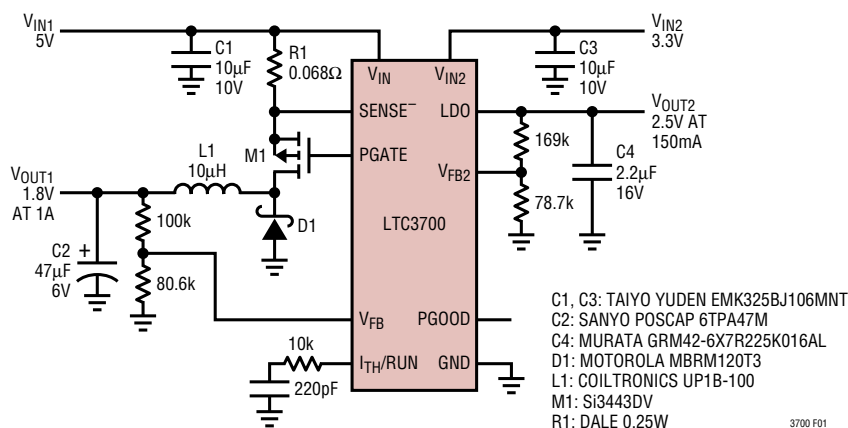 VIN1
5V
C1
10µF
10V
R1
0.068Ω
VIN
VIN2
C3
10µF
10V
VIN2
3.3V
SENSE–
LDO
VOUT2
2.5V AT
150mA
M1
PGATE
169k
C4
2.2µF
16V
L1
10µH
VFB2
VOUT1
1.8V
AT 1A
78.7k
100k
D1
LTC3700
C2
47µF
6V
+
80.6k
VFB
PGOOD
10k
ITH/RUN
GND
220pF
C1, C3: TAIYO YUDEN EMK325BJ106MNT
C2: SANYO POSCAP 6TPA47M
C4: MURATA GRM42-6X7R225K016AL
D1: MOTOROLA MBRM120T3
L1: COILTRONICS UP1B-100
M1: Si3443DV
R1: DALE 0.25W
3700 F01